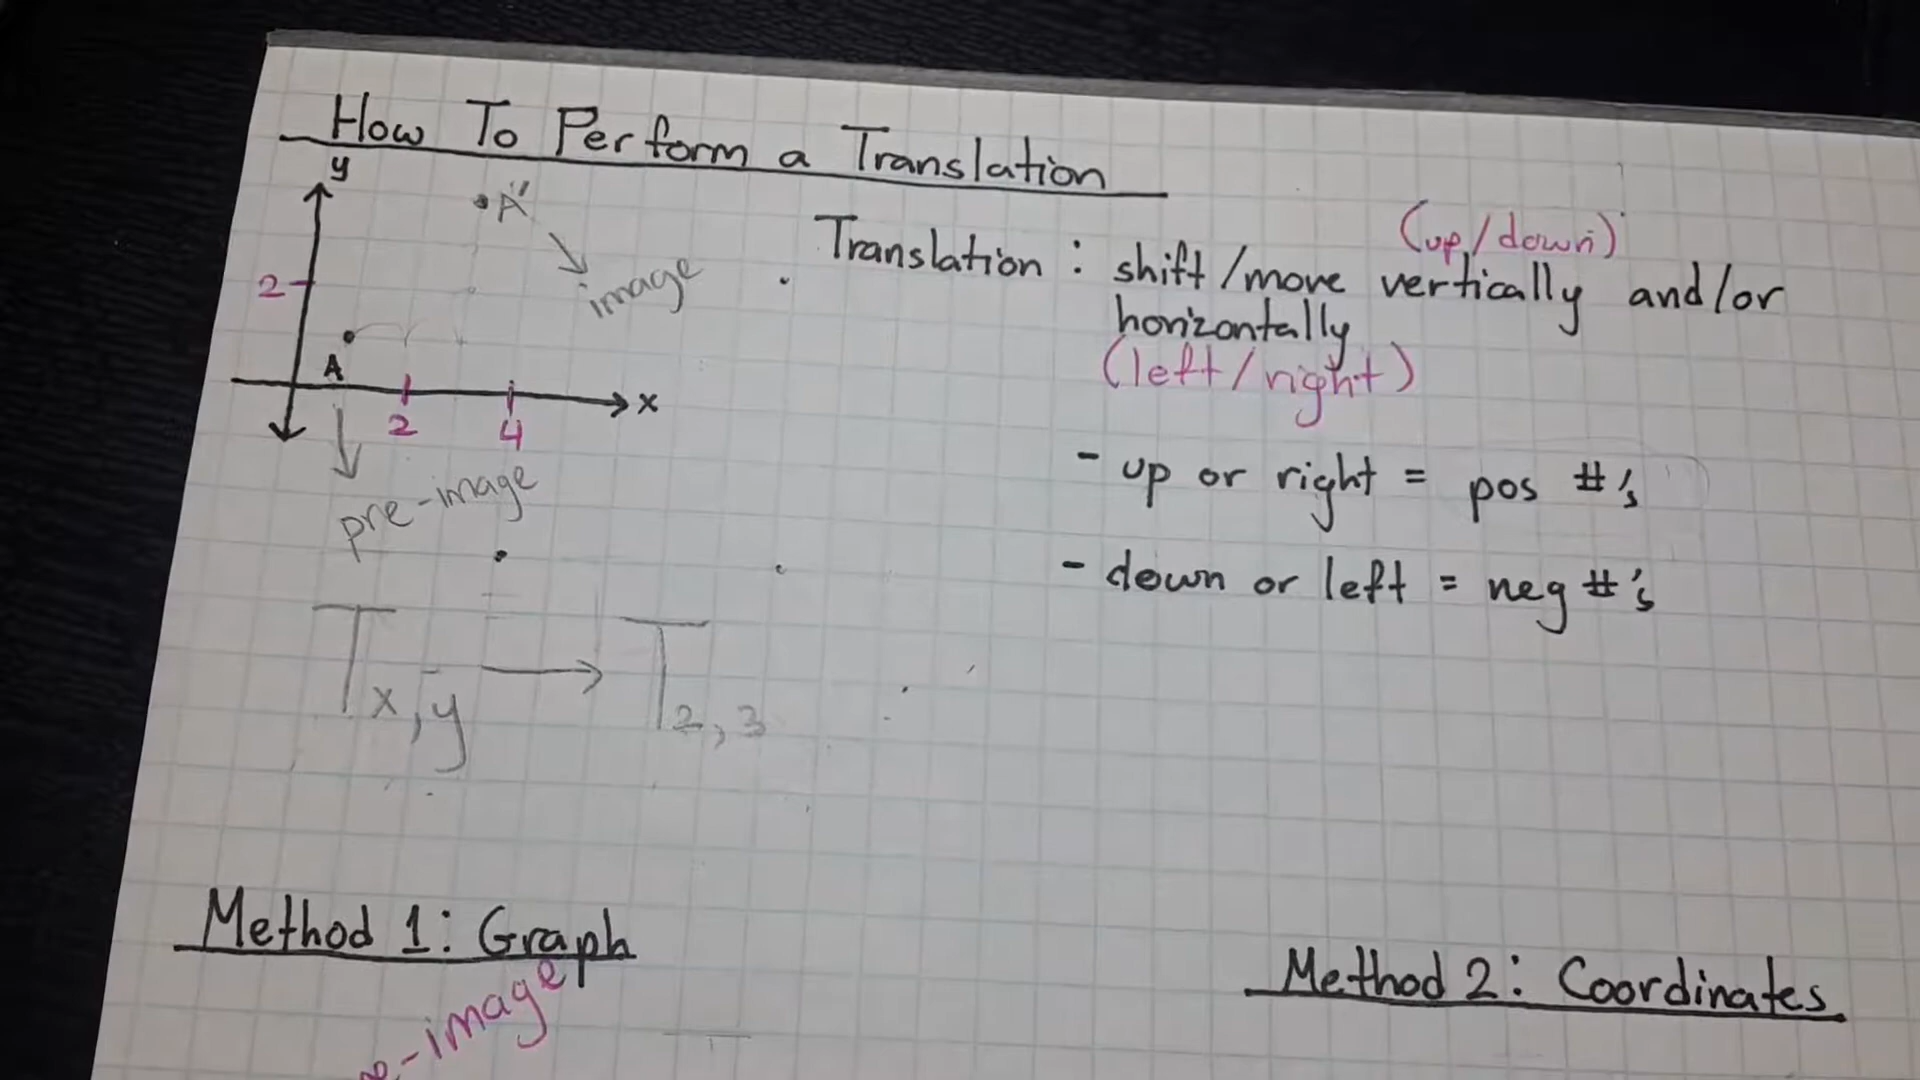 How To Perform a Translation
y
A"
image
2
A
x
2 4
pre-image
Translation : shift/move vertically and/or
(up/down)
horizontally
(left/right)
- up or right = pos #'s
- down or left = neg #'s
Tx,y → T2,3
Method 1: Graph
-image
Method 2: Coordinates